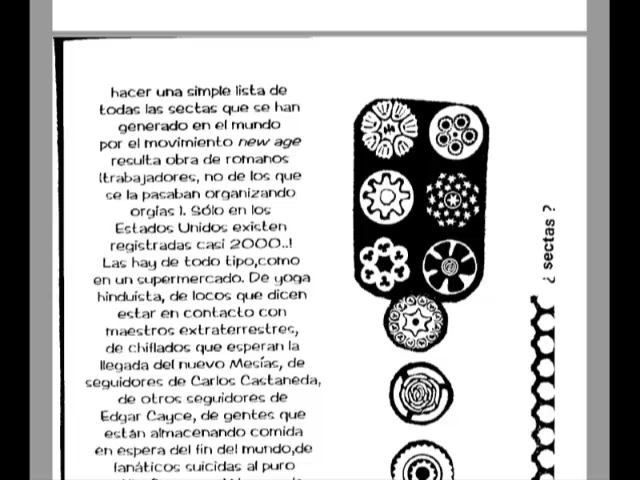 hacer una simple lista de
todas las sectas que se han
generado en el mundo
por el movimiento new age
resulta obra de romanos
(trabajadores, no de los que
se la pasaban organizando
orgías ). Sólo en los
Estados Unidos existen
registradas casi 2000..!
Las hay de todo tipo,como
en un supermercado. De yoga
hinduista, de locos que dicen
estar en contacto con
maestros extraterrestres,
de chiflados que esperan la
llegada del nuevo Mesías, de
seguidores de Carlos Castaneda,
de otros seguidores de
Edgar Cayce, de gentes que
están almacenando comida
en espera del fin del mundo,de
fanáticos suicidas al puro
¿ sectas ?